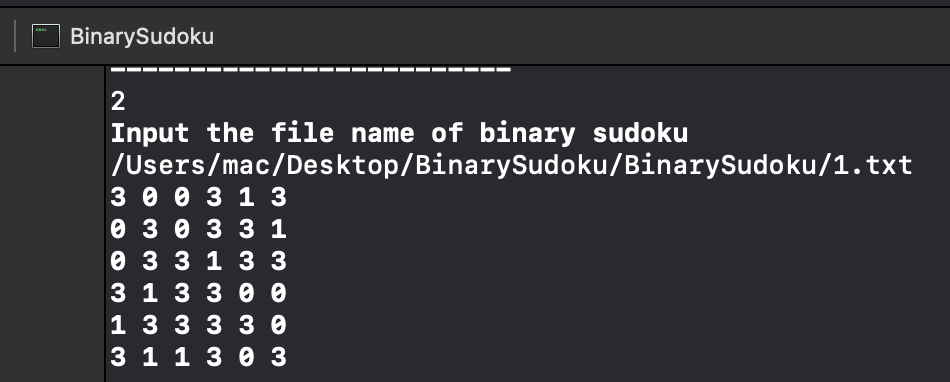 BinarySudoku
-------------------------
2
Input the file name of binary sudoku
/Users/mac/Desktop/BinarySudoku/BinarySudoku/1.txt
3 0 0 3 1 3
0 3 0 3 3 1
0 3 3 1 3 3
3 1 3 3 0 0
1 3 3 3 3 0
3 1 1 3 0 3